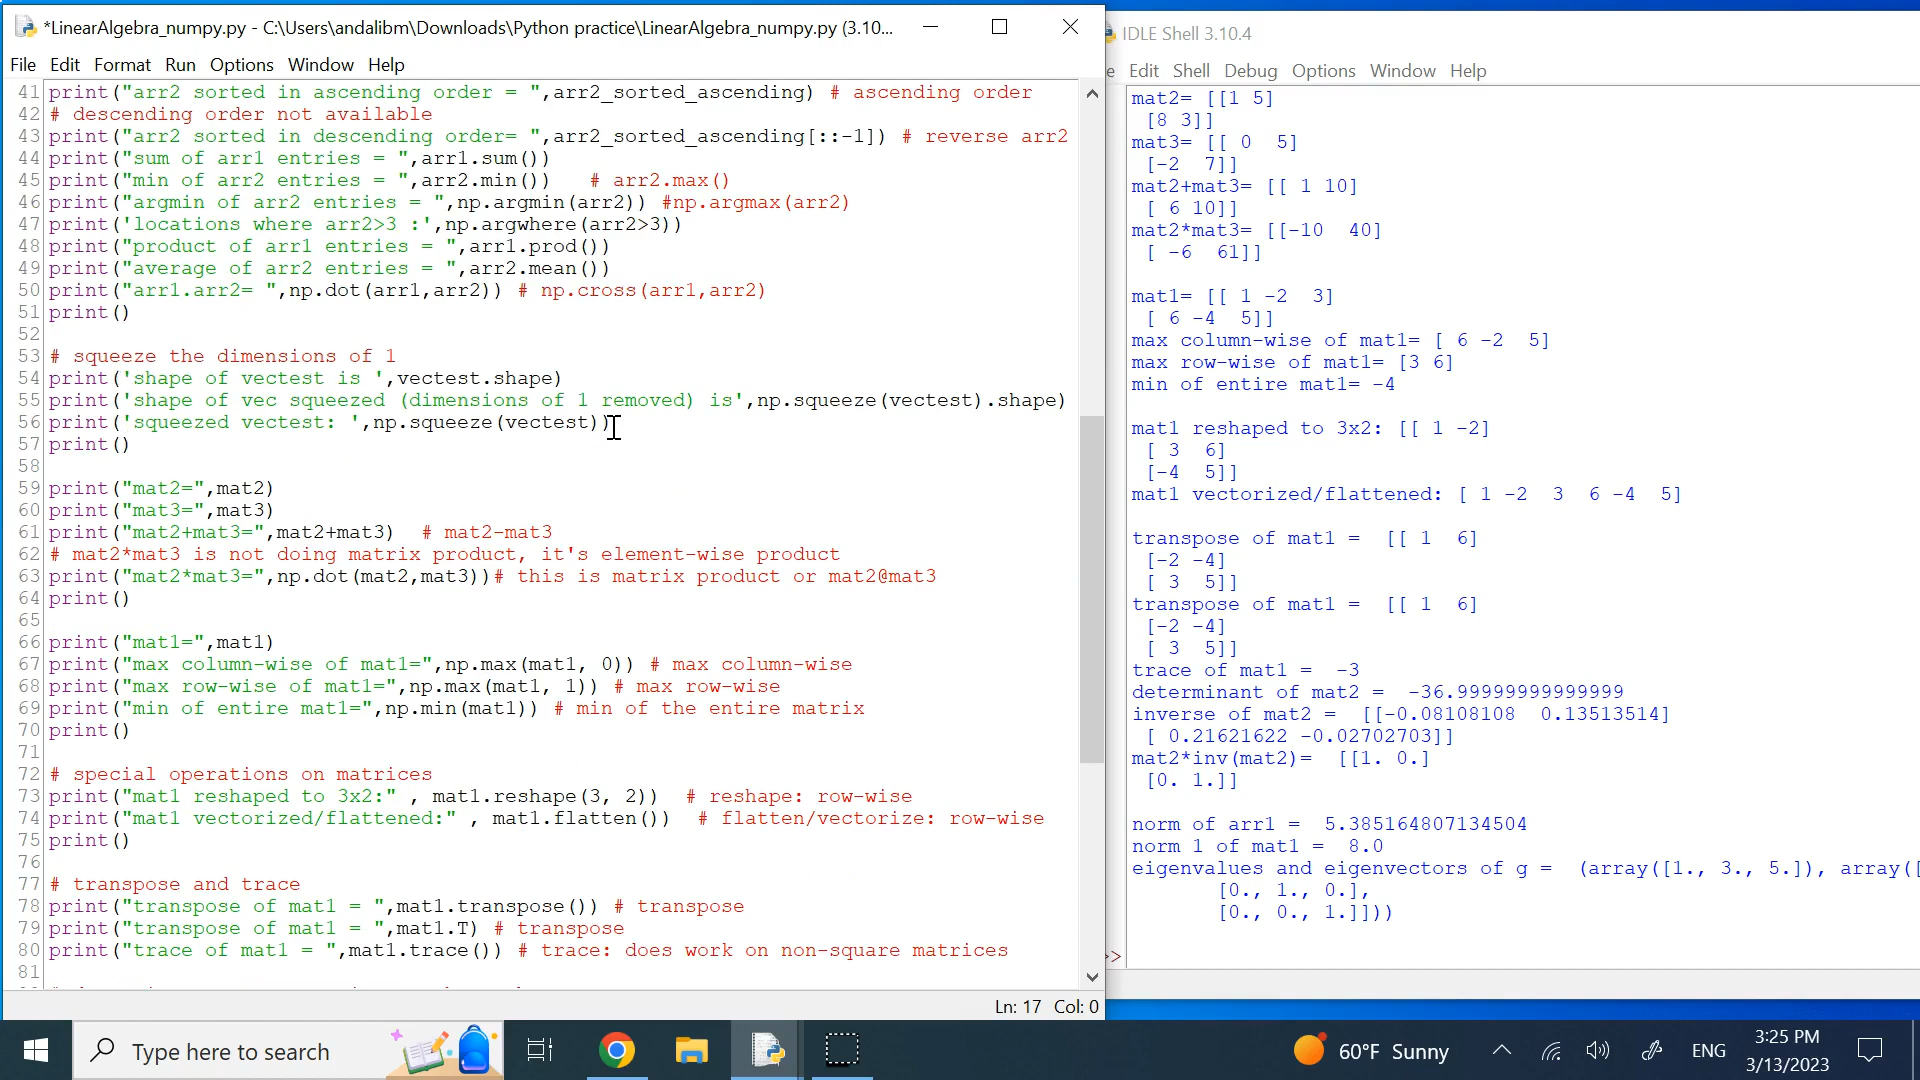 *LinearAlgebra_numpy.py - C:\Users\andalibm\Downloads\Python practice\LinearAlgebra_numpy.py (3.10...
File Edit Format Run Options Window Help
41 print("arr2 sorted in ascending order = ",arr2_sorted_ascending) # ascending order
42 # descending order not available
43 print("arr2 sorted in descending order= ",arr2_sorted_ascending[::-1]) # reverse arr2
44 print("sum of arr1 entries = ",arr1.sum())
45 print("min of arr2 entries = ",arr2.min())   # arr2.max()
46 print("argmin of arr2 entries = ",np.argmin(arr2)) #np.argmax(arr2)
47 print('locations where arr2>3 :',np.argwhere(arr2>3))
48 print("product of arr1 entries = ",arr1.prod())
49 print("average of arr2 entries = ",arr2.mean())
50 print("arr1.arr2= ",np.dot(arr1,arr2)) # np.cross(arr1,arr2)
51 print()
52
53 # squeeze the dimensions of 1
54 print('shape of vectest is ',vectest.shape)
55 print('shape of vec squeezed (dimensions of 1 removed) is',np.squeeze(vectest).shape)
56 print('squeezed vectest: ',np.squeeze(vectest))
57 print()
58
59 print("mat2=",mat2)
60 print("mat3=",mat3)
61 print("mat2+mat3=",mat2+mat3)  # mat2-mat3
62 # mat2*mat3 is not doing matrix product, it's element-wise product
63 print("mat2*mat3=",np.dot(mat2,mat3))# this is matrix product or mat2@mat3
64 print()
65
66 print("mat1=",mat1)
67 print("max column-wise of mat1=",np.max(mat1, 0)) # max column-wise
68 print("max row-wise of mat1=",np.max(mat1, 1)) # max row-wise
69 print("min of entire mat1=",np.min(mat1)) # min of the entire matrix
70 print()
71
72 # special operations on matrices
73 print("mat1 reshaped to 3x2:" , mat1.reshape(3, 2))  # reshape: row-wise
74 print("mat1 vectorized/flattened:" , mat1.flatten())  # flatten/vectorize: row-wise
75 print()
76
77 # transpose and trace
78 print("transpose of mat1 = ",mat1.transpose()) # transpose
79 print("transpose of mat1 = ",mat1.T) # transpose
80 print("trace of mat1 = ",mat1.trace()) # trace: does work on non-square matrices
81
Ln: 17 Col: 0
IDLE Shell 3.10.4
e Edit Shell Debug Options Window Help
mat2= [[1 5]
 [8 3]]
mat3= [[ 0  5]
 [-2  7]]
mat2+mat3= [[ 1 10]
 [ 6 10]]
mat2*mat3= [[-10  40]
 [ -6  61]]
mat1= [[ 1 -2  3]
 [ 6 -4  5]]
max column-wise of mat1= [ 6 -2  5]
max row-wise of mat1= [3 6]
min of entire mat1= -4
mat1 reshaped to 3x2: [[ 1 -2]
 [ 3  6]
 [-4  5]]
mat1 vectorized/flattened: [ 1 -2  3  6 -4  5]
transpose of mat1 =  [[ 1  6]
 [-2 -4]
 [ 3  5]]
transpose of mat1 =  [[ 1  6]
 [-2 -4]
 [ 3  5]]
trace of mat1 =  -3
determinant of mat2 =  -36.99999999999999
inverse of mat2 =  [[-0.08108108  0.13513514]
 [ 0.21621622 -0.02702703]]
mat2*inv(mat2)=  [[1. 0.]
 [0. 1.]]
norm of arr1 =  5.385164807134504
norm 1 of mat1 =  8.0
eigenvalues and eigenvectors of g =  (array([1., 3., 5.]), array([
[0., 1., 0.],
[0., 0., 1.]]))
>>
Type here to search
60°F Sunny
ENG
3:25 PM
3/13/2023